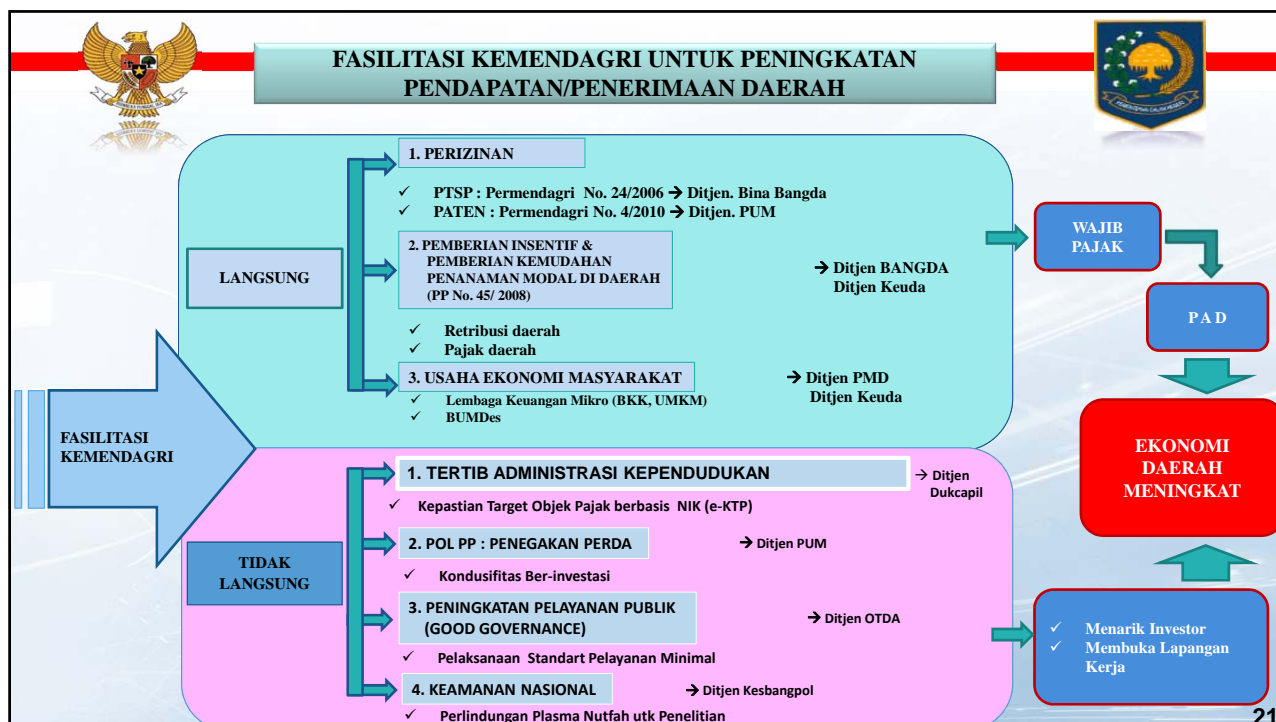 FASILITASI KEMENDAGRI UNTUK PENINGKATAN
PENDAPATAN/PENERIMAAN DAERAH
FASILITASI
KEMENDAGRI
LANGSUNG
1. PERIZINAN
✓ PTSP : Permendagri No. 24/2006 → Ditjen. Bina Bangda
✓ PATEN : Permendagri No. 4/2010 → Ditjen. PUM
2. PEMBERIAN INSENTIF &
PEMBERIAN KEMUDAHAN
PENANAMAN MODAL DI DAERAH
(PP No. 45/ 2008)
→ Ditjen BANGDA
Ditjen Keuda
✓ Retribusi daerah
✓ Pajak daerah
3. USAHA EKONOMI MASYARAKAT
→ Ditjen PMD
Ditjen Keuda
✓ Lembaga Keuangan Mikro (BKK, UMKM)
✓ BUMDes
TIDAK
LANGSUNG
1. TERTIB ADMINISTRASI KEPENDUDUKAN
→ Ditjen
Dukcapil
✓ Kepastian Target Objek Pajak berbasis NIK (e-KTP)
2. POL PP : PENEGAKAN PERDA → Ditjen PUM
✓ Kondusifitas Ber-investasi
3. PENINGKATAN PELAYANAN PUBLIK
(GOOD GOVERNANCE)
→ Ditjen OTDA
✓ Pelaksanaan Standart Pelayanan Minimal
4. KEAMANAN NASIONAL → Ditjen Kesbangpol
✓ Perlindungan Plasma Nutfah utk Penelitian
WAJIB
PAJAK
P A D
EKONOMI
DAERAH
MENINGKAT
✓ Menarik Investor
✓ Membuka Lapangan
Kerja
21